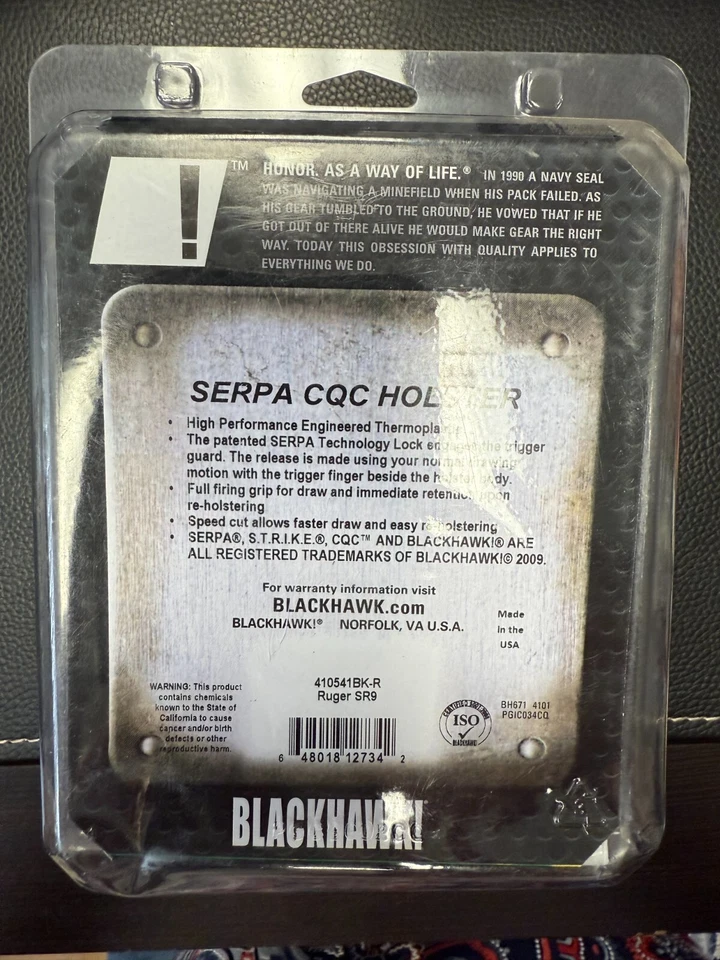 ! ™ HONOR. AS A WAY OF LIFE.® IN 1990 A NAVY SEAL
WAS NAVIGATING A MINEFIELD WHEN HIS PACK FAILED. AS
HIS GEAR TUMBLED TO THE GROUND, HE VOWED THAT IF HE
GOT OUT OF THERE ALIVE HE WOULD MAKE GEAR THE RIGHT
WAY. TODAY THIS OBSESSION WITH QUALITY APPLIES TO
EVERYTHING WE DO.
SERPA CQC HOLSTER
• High Performance Engineered
• The patented SERPA Technology Lock engages the trigger
guard. The release is made using your normal drawing
motion with the trigger finger beside the holster body.
• Full firing grip for draw and immediate retention upon
re-holstering
• Speed cut allows faster draw and easy re-holstering
• SERPA®, S.T.R.I.K.E.®, CQC™ AND BLACKHAWK!® ARE
ALL REGISTERED TRADEMARKS OF BLACKHAWK!© 2009.
For warranty information visit
BLACKHAWK.com
BLACKHAWK!® NORFOLK, VA U.S.A.
Made
In the
USA
WARNING: This product
contains chemicals
known to the State of
California to cause
cancer and/or birth
defects or other
reproductive harm.
410541BK-R
Ruger SR9
6 48018 12734 2
ISO
BLACKHAWK!
BH671 4101
PGIC034CQ
BLACKHAWK!